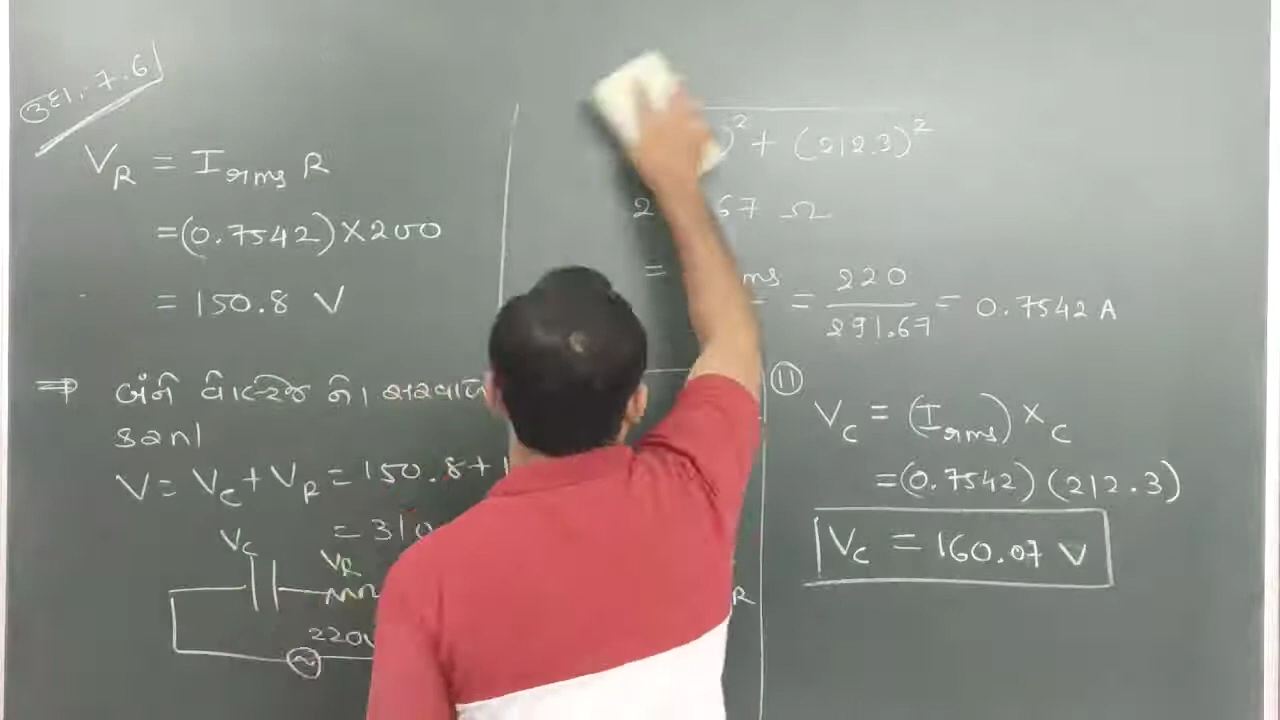 ઉદા. 7.6
V_R = I_rms R
= (0.7542) × 200
= 150.8 V
⇒ બંને વોલ્ટેજ નો સરવાળો
કરતાં
V = V_C + V_R = 150.8 +
= 310
V_C
V_R
220V
)² + (212.3)²
67 Ω
= 220 / 291.67 = 0.7542 A
(11)
V_C = (I_rms) X_C
= (0.7542) (212.3)
V_C = 160.07 V
R